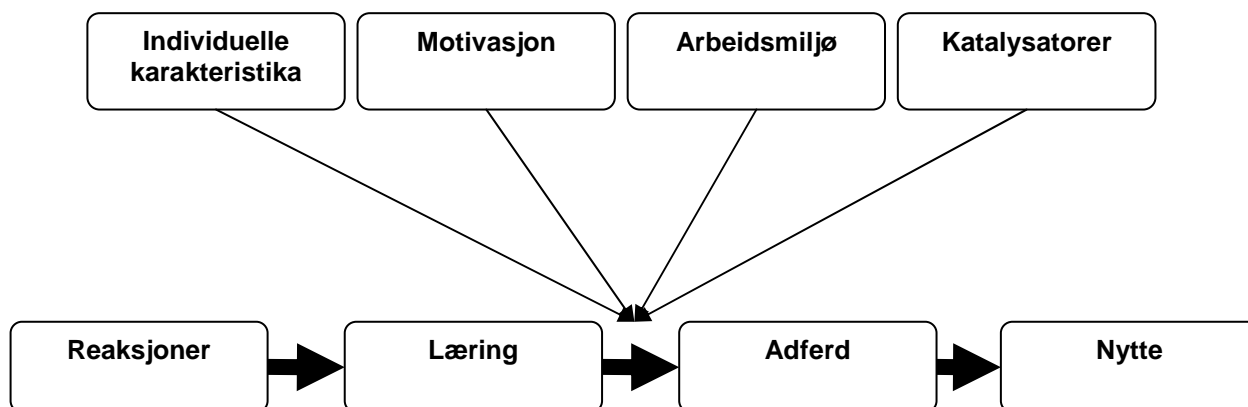 Individuelle
karakteristika
Motivasjon
Arbeidsmiljø
Katalysatorer
Reaksjoner
Læring
Adferd
Nytte